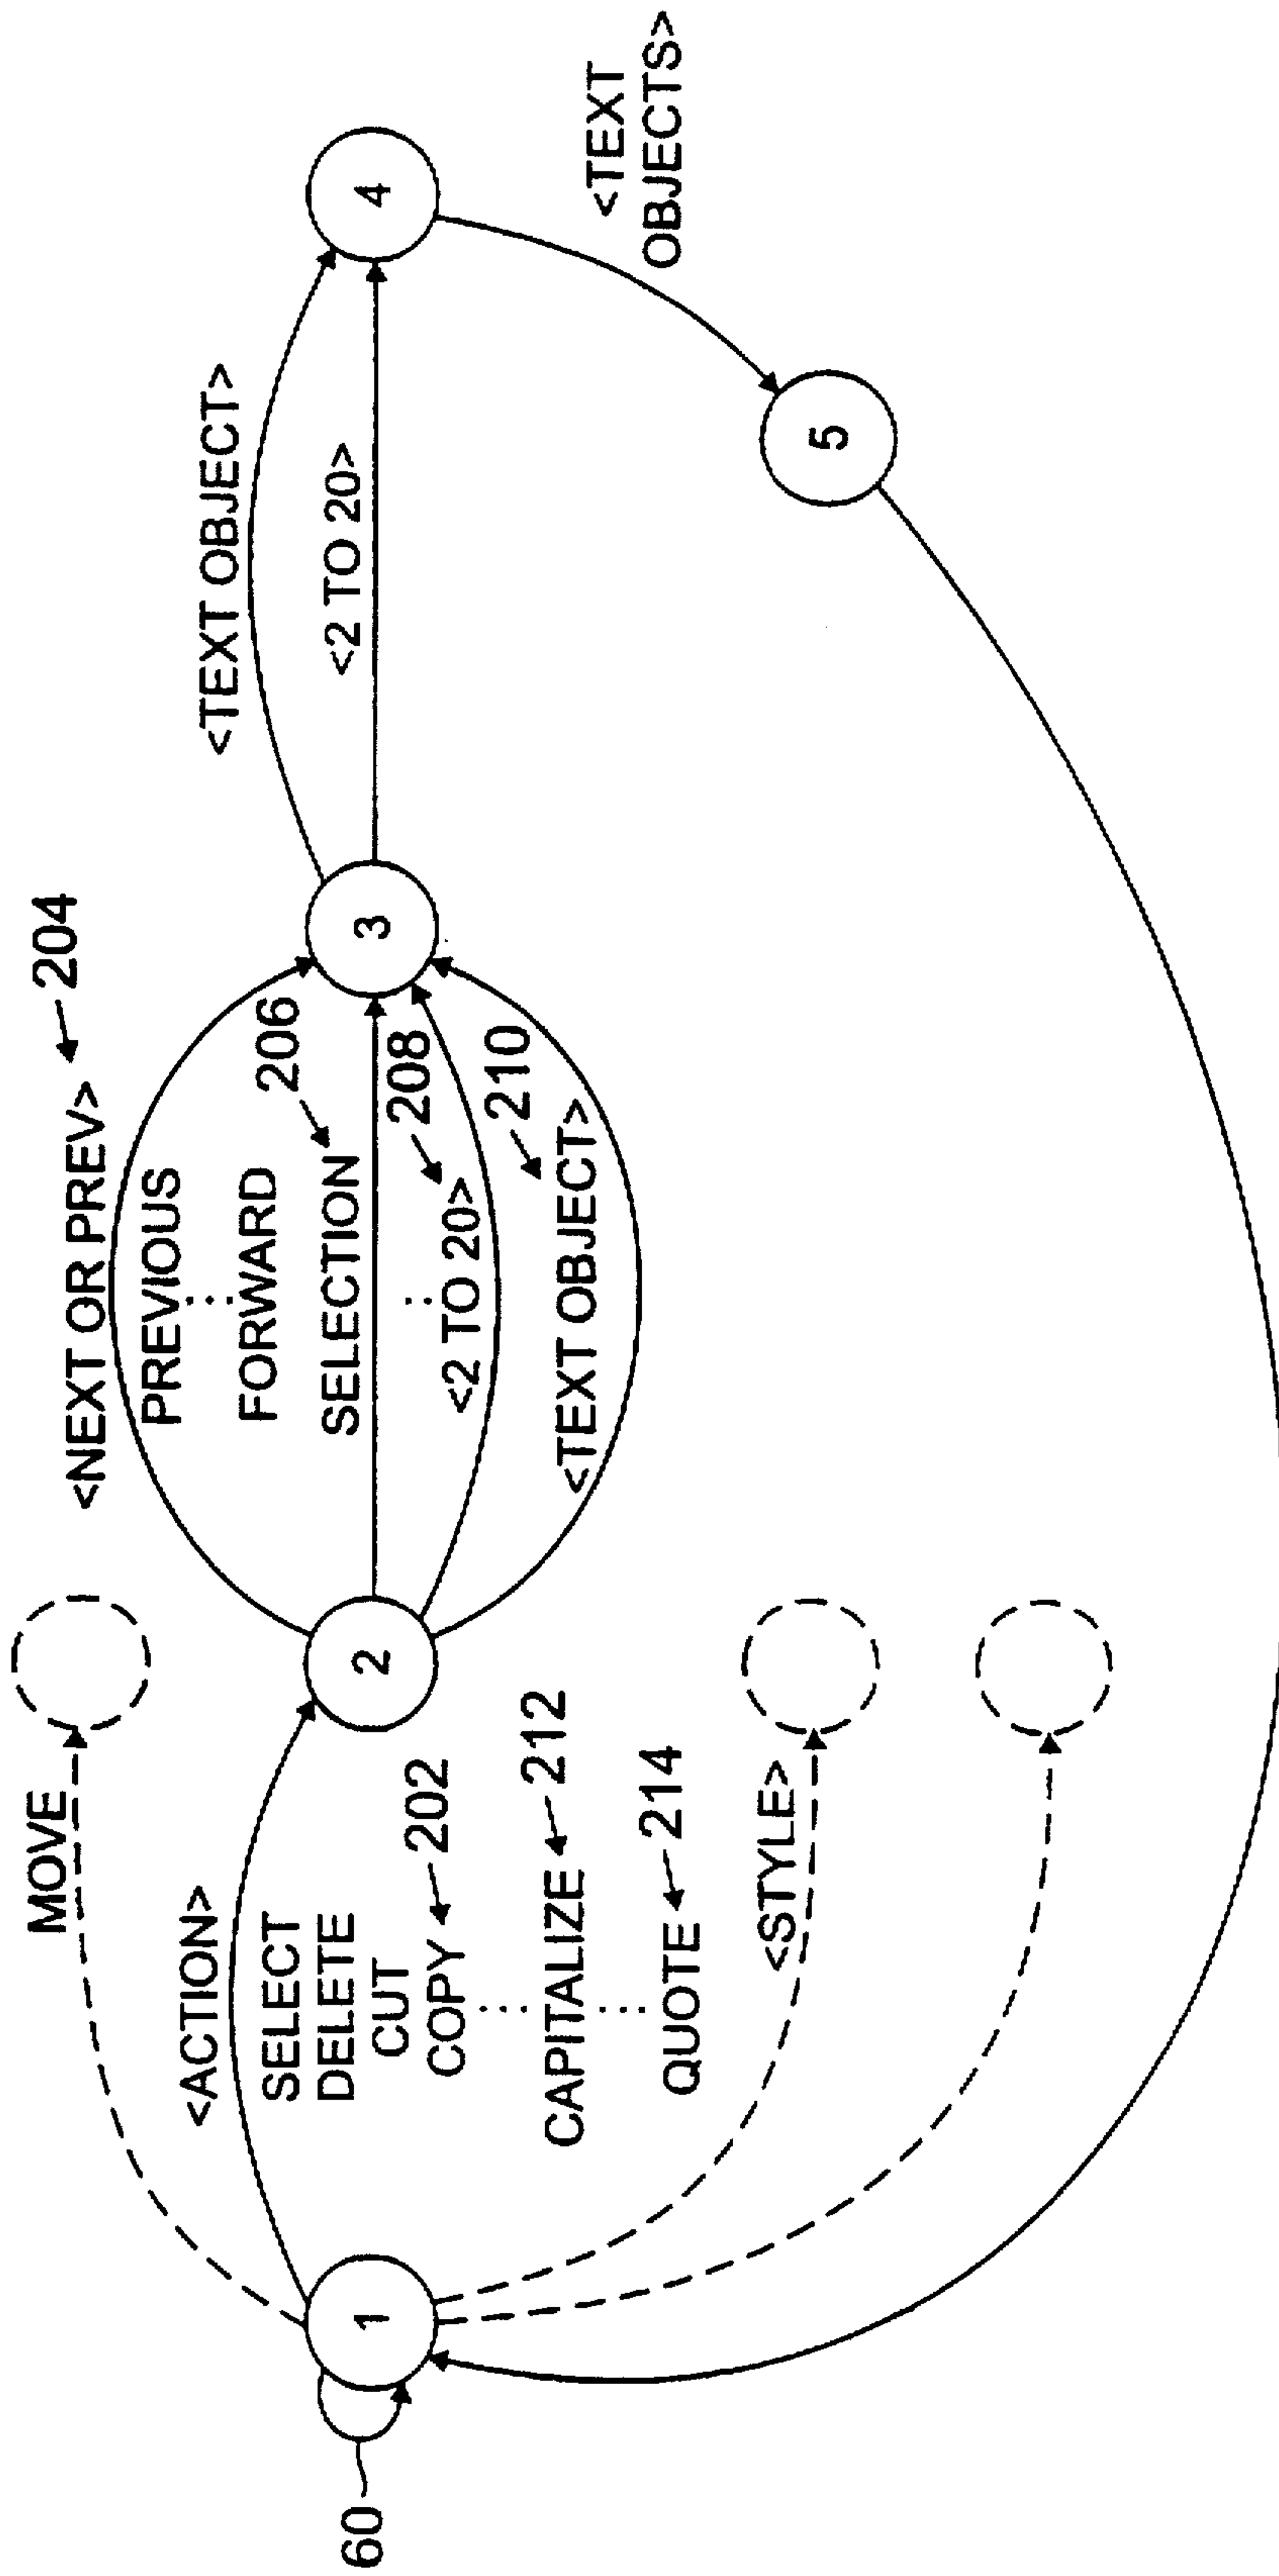 60
1
MOVE
<ACTION>
SELECT
DELETE
CUT
COPY 202
CAPITALIZE 212
QUOTE 214
<STYLE>
2
<NEXT OR PREV> 204
PREVIOUS
FORWARD
SELECTION 206
<2 TO 20> 208
<TEXT OBJECT> 210
3
<TEXT OBJECT>
<2 TO 20>
4
<TEXT
OBJECTS>
5